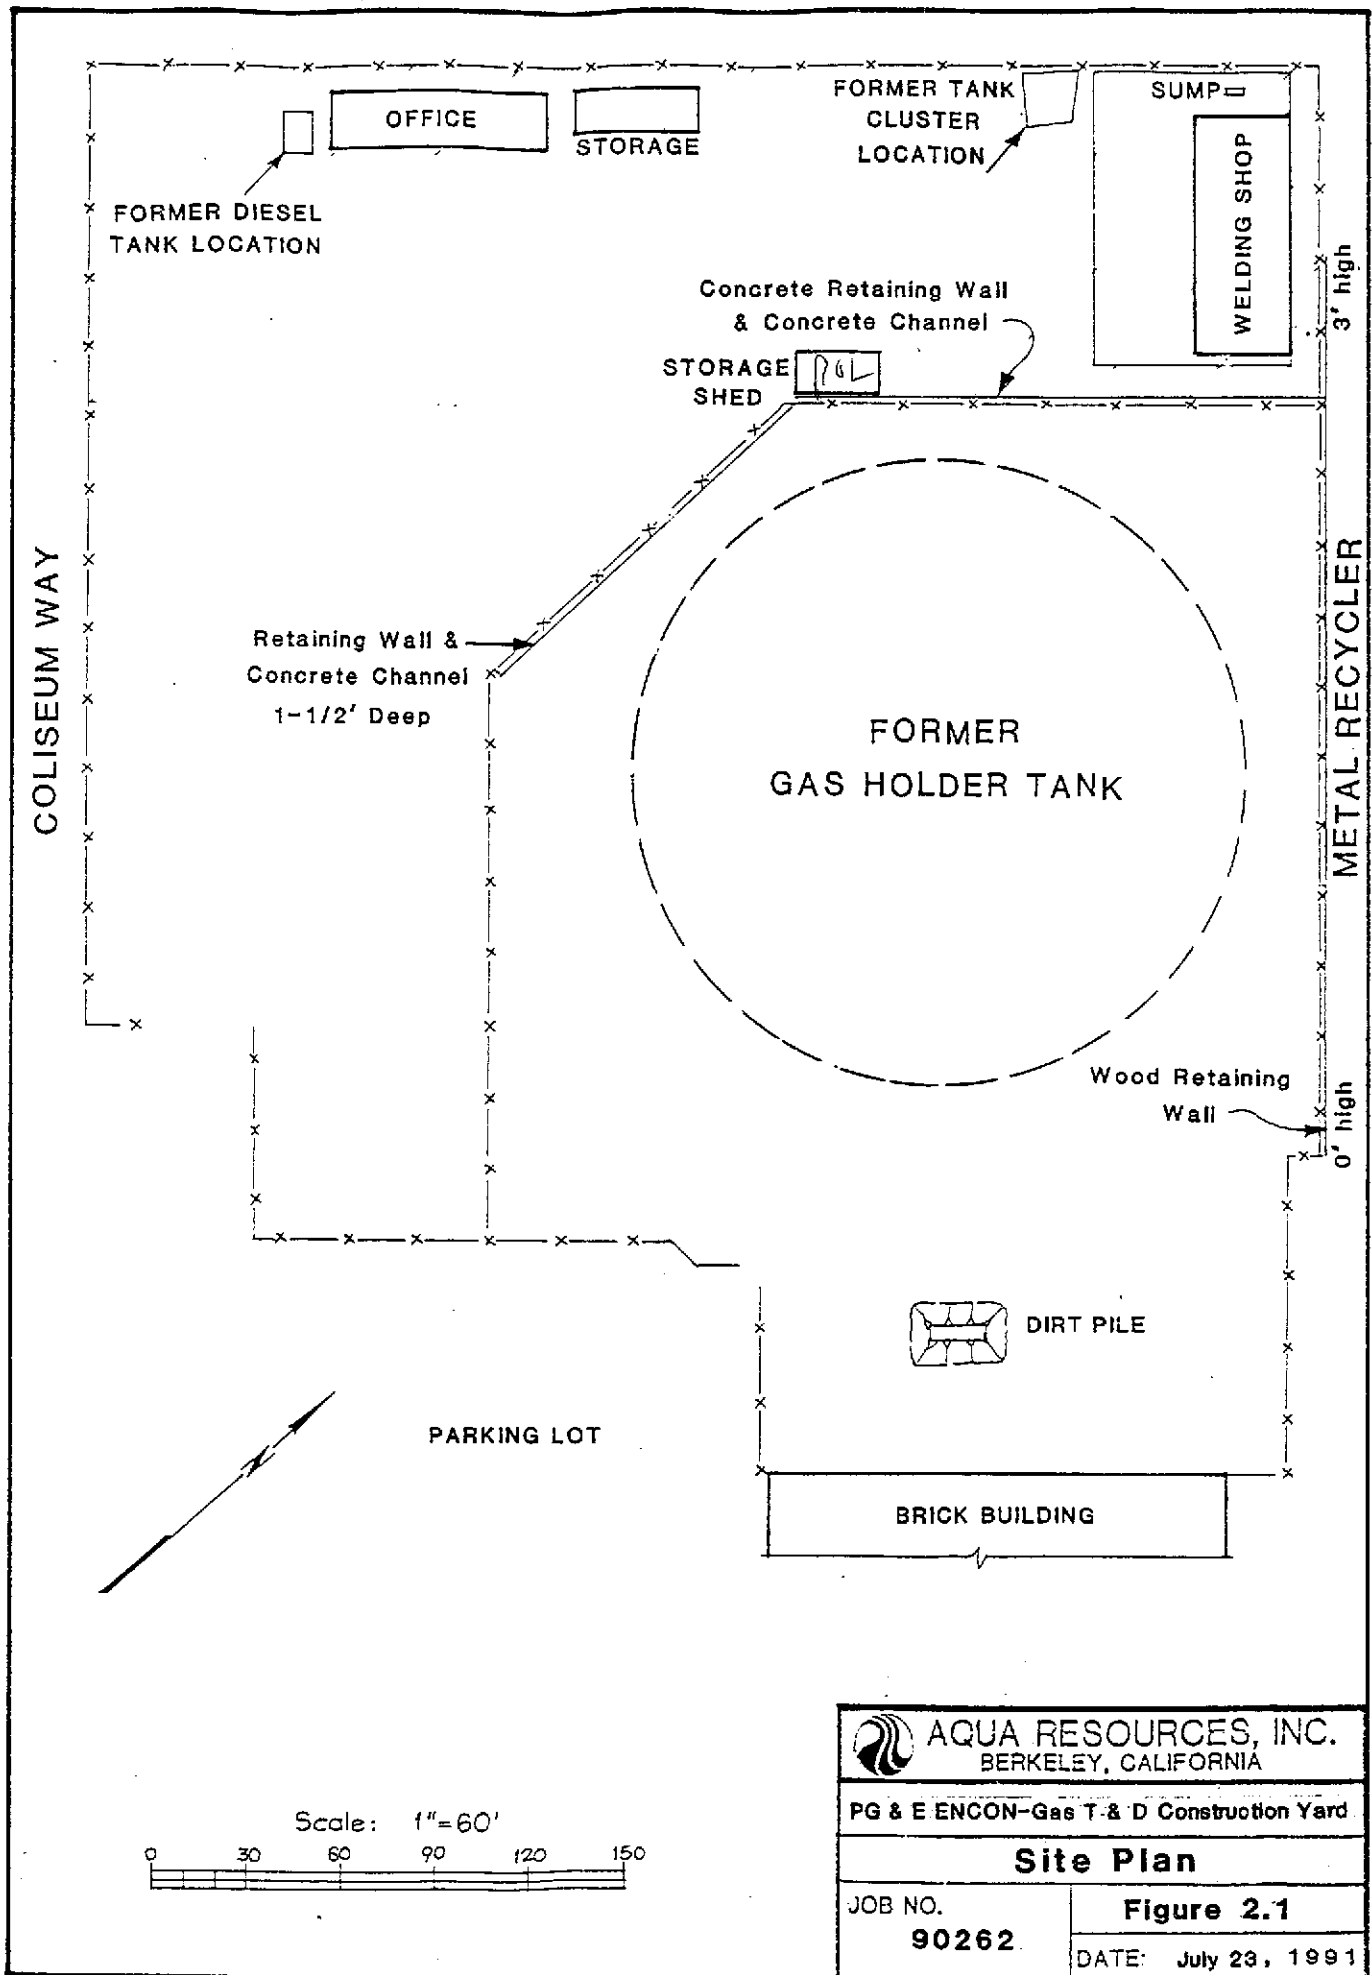 OFFICE
STORAGE
FORMER TANK
CLUSTER
LOCATION
SUMP
WELDING SHOP
FORMER DIESEL
TANK LOCATION
3' high
Concrete Retaining Wall
& Concrete Channel
STORAGE
SHED
PGL
COLISEUM WAY
METAL RECYCLER
Retaining Wall &
Concrete Channel
1-1/2' Deep
FORMER
GAS HOLDER TANK
Wood Retaining
Wall
0' high
DIRT PILE
PARKING LOT
BRICK BUILDING
Scale: 1"=60'
0 30 60 90 120 150
AQUA RESOURCES, INC.
BERKELEY, CALIFORNIA
PG & E ENCON-Gas T & D Construction Yard
Site Plan
JOB NO.
90262
Figure 2.1
DATE: July 23, 1991